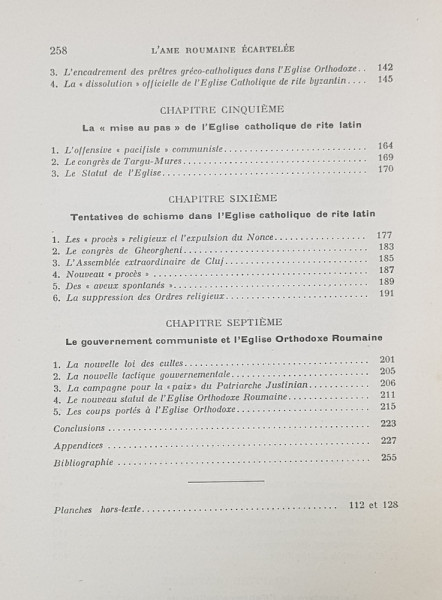 258 L'AME ROUMAINE ÉCARTELÉE
3. L'encadrement des prêtres gréco-catholiques dans l'Eglise Orthodoxe.. 142
4. La « dissolution » officielle de l'Eglise Catholique de rite byzantin.... 145
CHAPITRE CINQUIÈME
La « mise au pas » de l'Eglise catholique de rite latin
1. L'offensive « pacifiste » communiste.............................. 164
2. Le congrès de Targu-Mures.............................. 169
3. Le Statut de l'Eglise.............................. 170
CHAPITRE SIXIÈME
Tentatives de schisme dans l'Eglise catholique de rite latin
1. Les « procès » religieux et l'expulsion du Nonce.................... 177
2. Le congrès de Gheorgheni.............................. 183
3. L'Assemblée extraordinaire de Cluj.............................. 185
4. Nouveau « procès » .............................. 187
5. Des « aveux spontanés ».............................. 189
6. La suppression des Ordres religieux.............................. 191
CHAPITRE SEPTIÈME
Le gouvernement communiste et l'Eglise Orthodoxe Roumaine
1. La nouvelle loi des culles.............................. 201
2. La nouvelle tactique gouvernementale.............................. 205
3. La campagne pour la « paix » du Patriarche Justinian.............. 206
4. Le nouveau statut de l'Eglise Orthodoxe Roumaine.................. 211
5. Les coups portés à l'Eglise Orthodoxe.............................. 215
Conclusions .............................. 223
Appendices .............................. 227
Bibliographie .............................. 255
Planches hors-texte.............................. 112 et 128